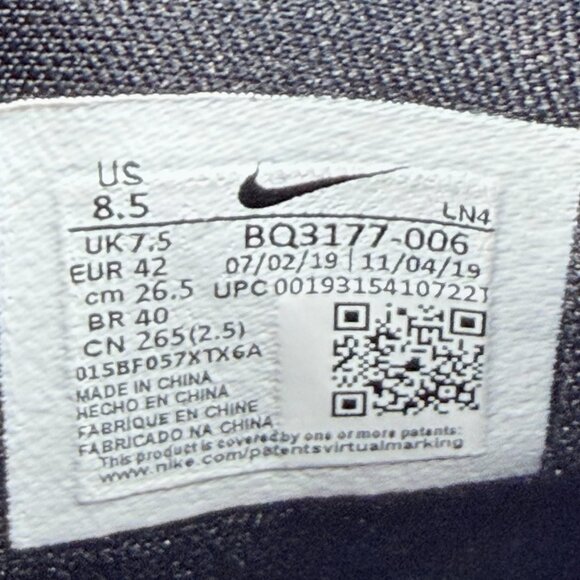 US
8.5
LN4
UK 7.5
BQ3177-006
EUR 42
07/02/19 | 11/04/19
cm 26.5
UPC 00193154107221
BR 40
CN 265(2.5)
015BF057XTX6A
MADE IN CHINA
HECHO EN CHINA
FABRIQUE EN CHINE
FABRICADO NA CHINA
This product is covered by one or more patents:
www.nike.com/patentsvirtualmarking